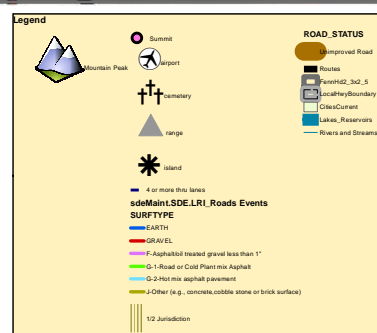 Legend
Mountain Peak
Summit
airport
cemetery
range
island
4 or more thru lanes
sdeMaint.SDE.LRI_Roads Events
SURFTYPE
EARTH
GRAVEL
F-Asphalt/oil treated gravel less than 1"
G-1-Road or Cold Plant mix Asphalt
G-2-Hot mix asphalt pavement
J-Other (e.g., concrete,cobble stone or brick surface)
1/2 Jurisdiction
ROAD_STATUS
Unimproved Road
Routes
FennHd2_3x2_5
LocalHwyBoundary
CitiesCurrent
Lakes_Reservoirs
Rivers and Streams